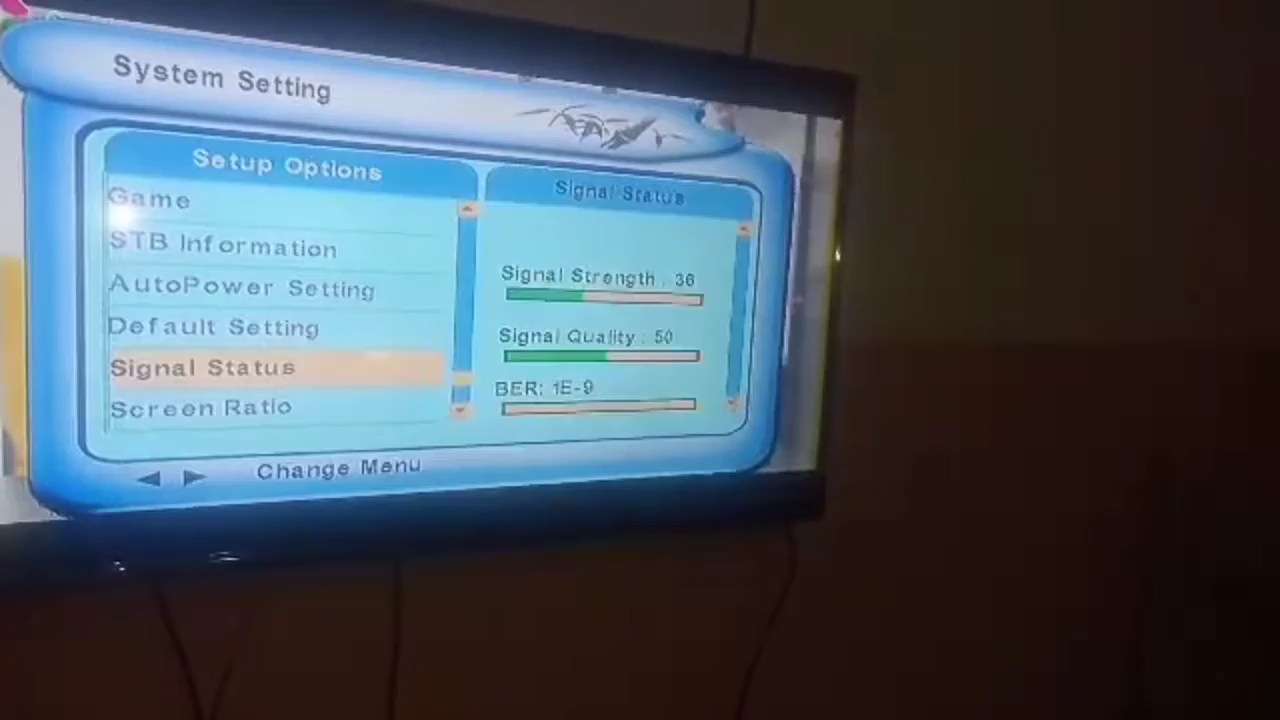 System Setting
Setup Options
Game
STB Information
AutoPower Setting
Default Setting
Signal Status
Screen Ratio
Signal Status
Signal Strength : 36
Signal Quality : 50
BER: 1E-9
Change Menu